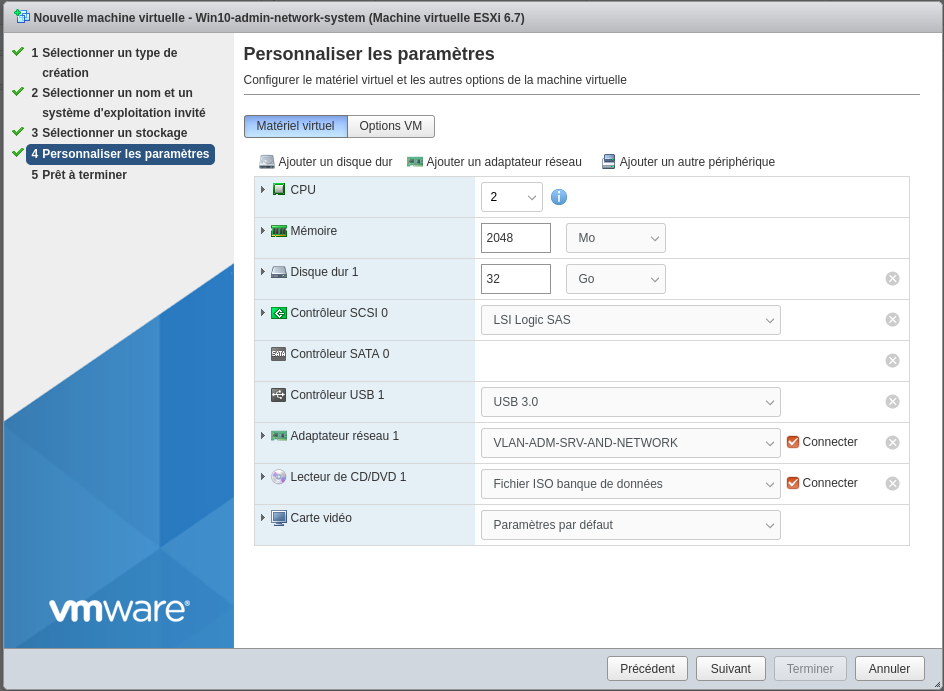 Nouvelle machine virtuelle - Win10-admin-network-system (Machine virtuelle ESXi 6.7)
1 Sélectionner un type de
création
2 Sélectionner un nom et un
système d'exploitation invité
3 Sélectionner un stockage
4 Personnaliser les paramètres
5 Prêt à terminer
vmware®
Personnaliser les paramètres
Configurer le matériel virtuel et les autres options de la machine virtuelle
Matériel virtuel Options VM
Ajouter un disque dur Ajouter un adaptateur réseau Ajouter un autre périphérique
CPU 2 i
Mémoire 2048 Mo
Disque dur 1 32 Go
Contrôleur SCSI 0 LSI Logic SAS
SATA Contrôleur SATA 0
Contrôleur USB 1 USB 3.0
Adaptateur réseau 1 VLAN-ADM-SRV-AND-NETWORK Connecter
Lecteur de CD/DVD 1 Fichier ISO banque de données Connecter
Carte vidéo Paramètres par défaut
Précédent Suivant Terminer Annuler